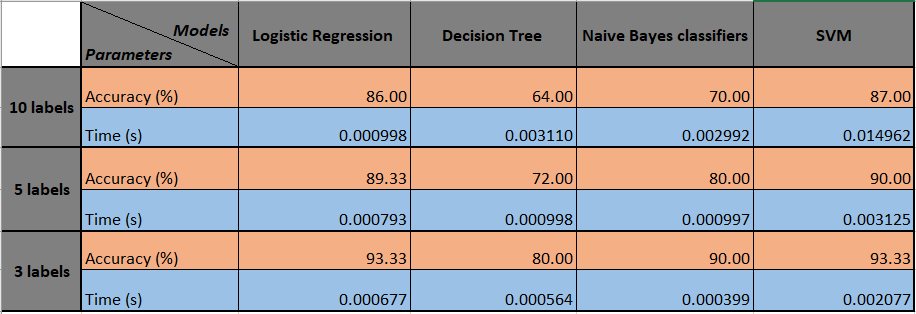 Models
Parameters
Logistic Regression Decision Tree Naive Bayes classifiers SVM
10 labels
Accuracy (%) 86.00 64.00 70.00 87.00
Time (s) 0.000998 0.003110 0.002992 0.014962
5 labels
Accuracy (%) 89.33 72.00 80.00 90.00
Time (s) 0.000793 0.000998 0.000997 0.003125
3 labels
Accuracy (%) 93.33 80.00 90.00 93.33
Time (s) 0.000677 0.000564 0.000399 0.002077